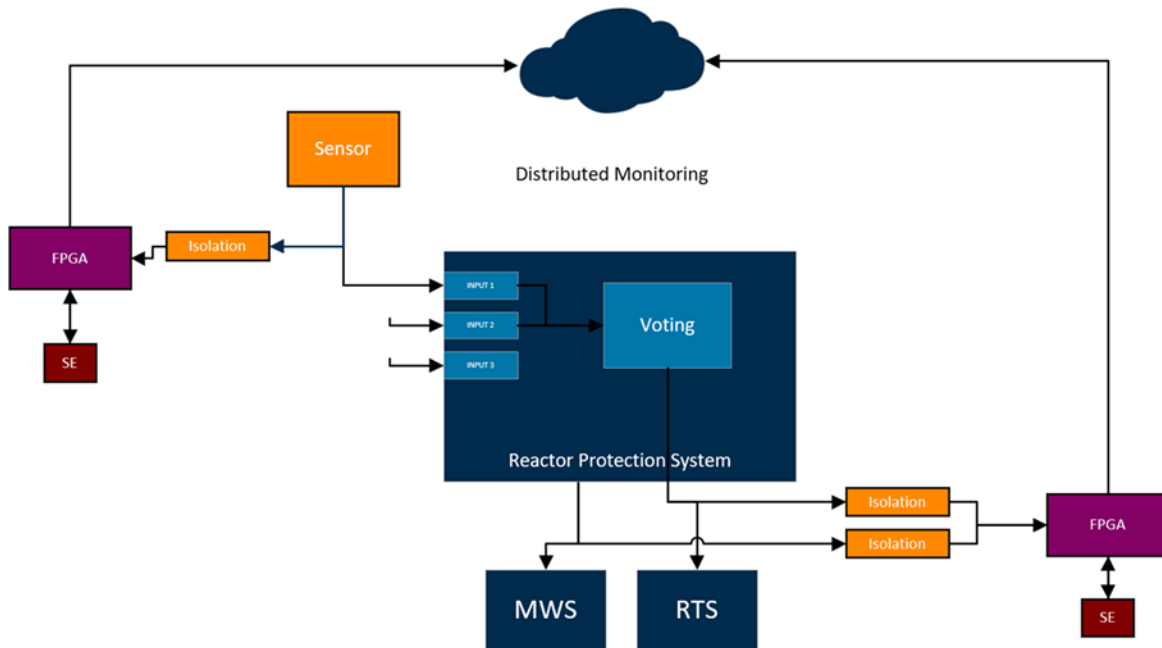 Sensor
Distributed Monitoring
Isolation
FPGA
INPUT 1
INPUT 2
Voting
INPUT 3
SE
Reactor Protection System
Isolation
FPGA
Isolation
MWS
RTS
SE